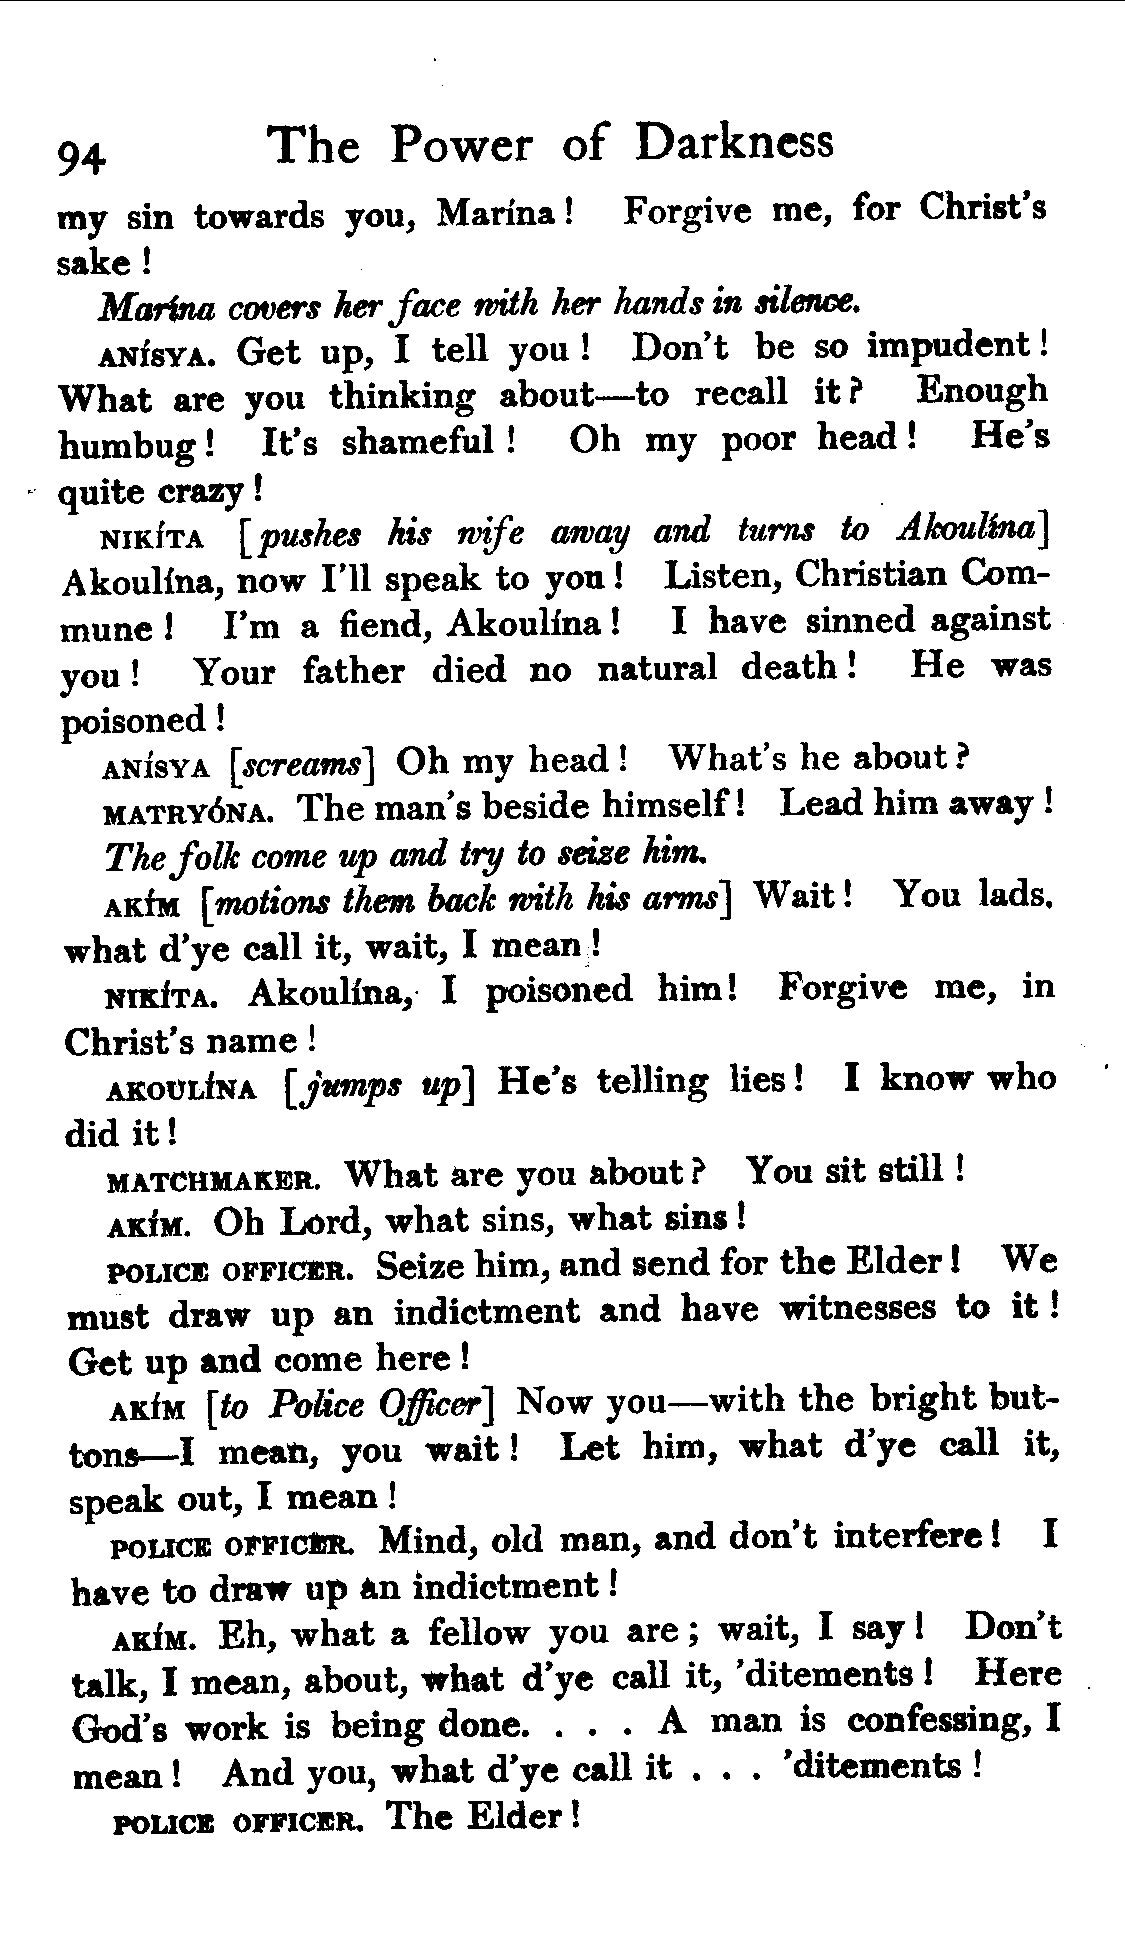 94 The Power of Darkness
my sin towards you, Marína! Forgive me, for Christ's
sake!
Marína covers her face with her hands in silence.
ANÍSYA. Get up, I tell you! Don't be so impudent!
What are you thinking about—to recall it? Enough
humbug! It's shameful! Oh my poor head! He's
quite crazy!
NIKÍTA [pushes his wife away and turns to Akoulína]
Akoulína, now I'll speak to you! Listen, Christian Com-
mune! I'm a fiend, Akoulína! I have sinned against
you! Your father died no natural death! He was
poisoned!
ANÍSYA [screams] Oh my head! What's he about?
MATRYÓNA. The man's beside himself! Lead him away!
The folk come up and try to seize him.
AKÍM [motions them back with his arms] Wait! You lads.
what d'ye call it, wait, I mean!
NIKÍTA. Akoulína, I poisoned him! Forgive me, in
Christ's name!
AKOULÍNA [jumps up] He's telling lies! I know who
did it!
MATCHMAKER. What are you about? You sit still!
AKÍM. Oh Lord, what sins, what sins!
POLICE OFFICER. Seize him, and send for the Elder! We
must draw up an indictment and have witnesses to it!
Get up and come here!
AKÍM [to Police Officer] Now you—with the bright but-
tons—I mean, you wait! Let him, what d'ye call it,
speak out, I mean!
POLICE OFFICER. Mind, old man, and don't interfere! I
have to draw up an indictment!
AKÍM. Eh, what a fellow you are; wait, I say! Don't
talk, I mean, about, what d'ye call it, 'ditements! Here
God's work is being done. . . . A man is confessing, I
mean! And you, what d'ye call it . . . 'ditements!
POLICE OFFICER. The Elder!